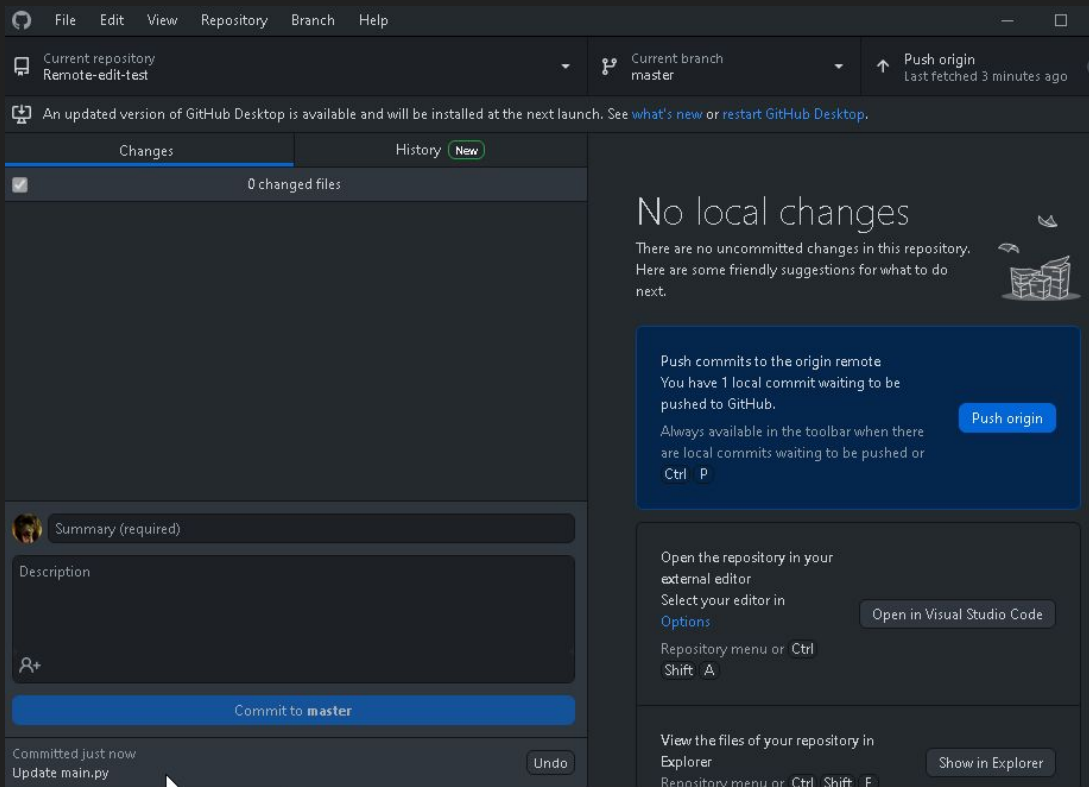 File Edit View Repository Branch Help
Current repository
Remote-edit-test
Current branch
master
Push origin
Last fetched 3 minutes ago
An updated version of GitHub Desktop is available and will be installed at the next launch. See what's new or restart GitHub Desktop.
Changes
History New
0 changed files
No local changes
There are no uncommitted changes in this repository.
Here are some friendly suggestions for what to do
next.
Push commits to the origin remote
You have 1 local commit waiting to be
pushed to GitHub.
Always available in the toolbar when there
are local commits waiting to be pushed or
Ctrl P
Push origin
Summary (required)
Description
Commit to master
Committed just now
Update main.py
Undo
Open the repository in your
external editor
Select your editor in
Options
Repository menu or Ctrl
Shift A
Open in Visual Studio Code
View the files of your repository in
Explorer
Repository menu or Ctrl Shift F
Show in Explorer